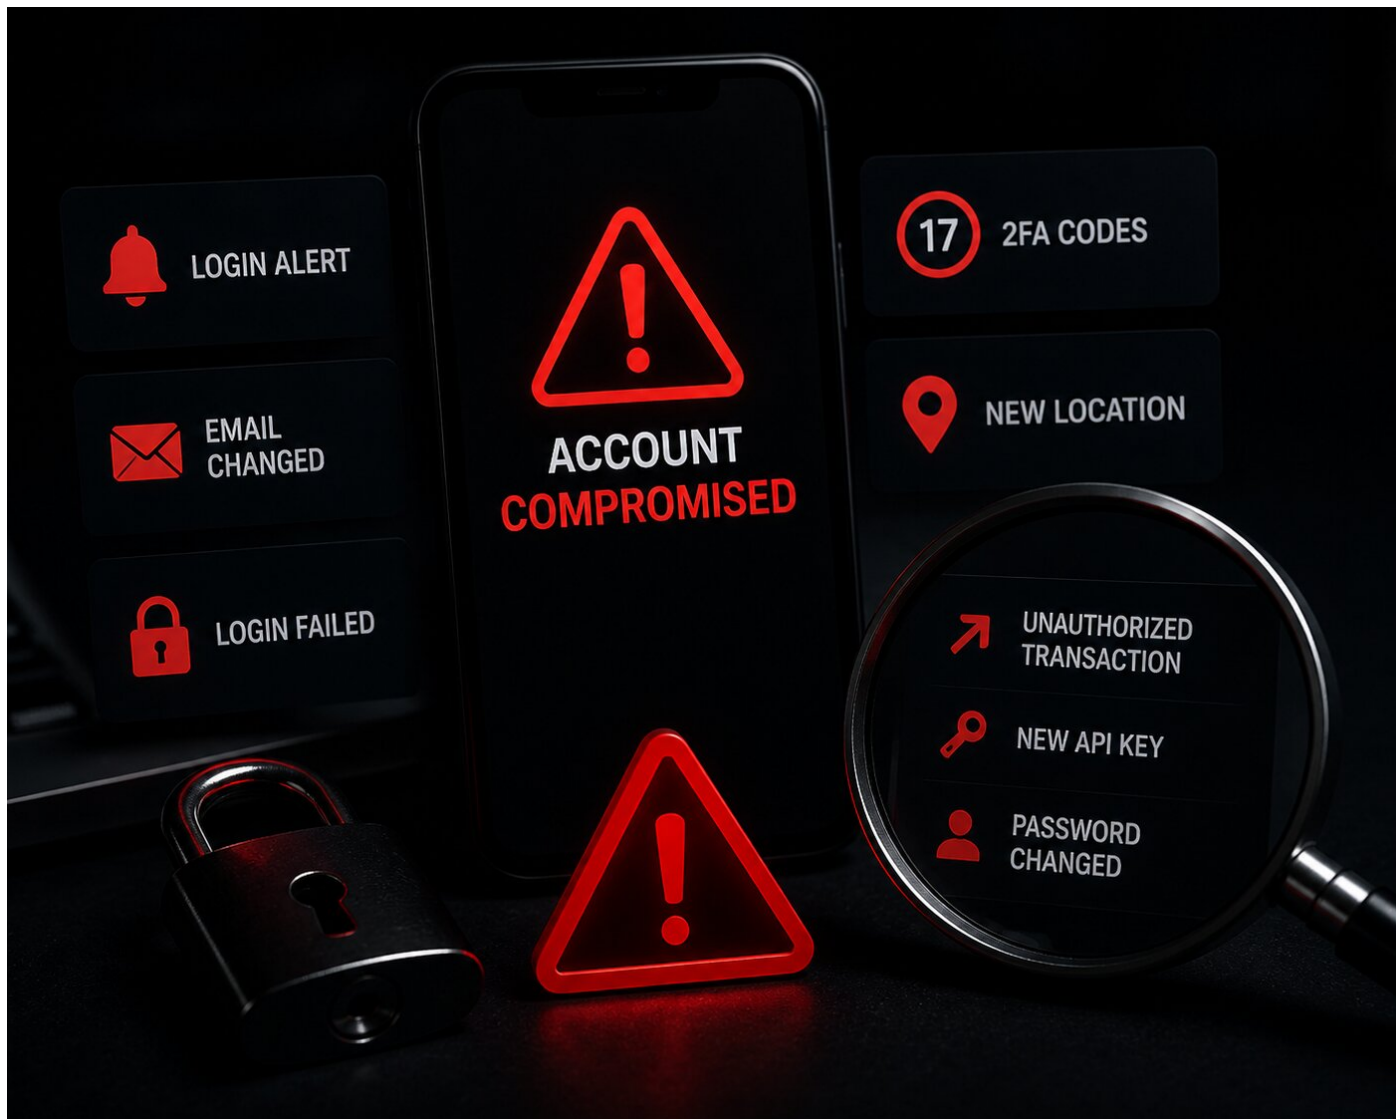 LOGIN ALERT
EMAIL
CHANGED
LOGIN FAILED
ACCOUNT
COMPROMISED
17
2FA CODES
NEW LOCATION
UNAUTHORIZED
TRANSACTION
NEW API KEY
PASSWORD
CHANGED